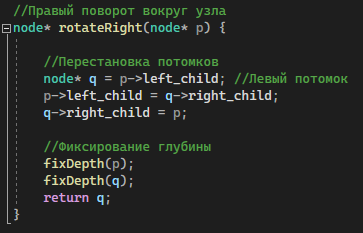 //Правый поворот вокруг узла
node* rotateRight(node* p) {
//Перестановка потомков
node* q = p->left_child; //Левый потомок
p->left_child = q->right_child;
q->right_child = p;
//Фиксирование глубины
fixDepth(p);
fixDepth(q);
return q;
}